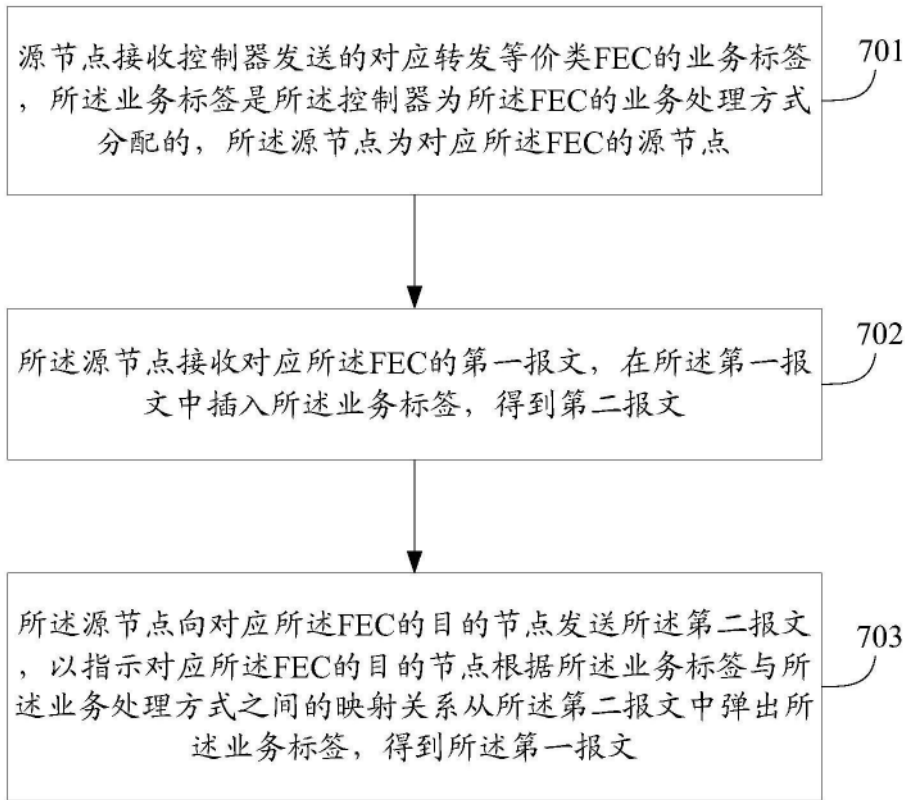 源节点接收控制器发送的对应转发等价类FEC的业务标签
，所述业务标签是所述控制器为所述FEC的业务处理方式
分配的，所述源节点为对应所述FEC的源节点
701
所述源节点接收对应所述FEC的第一报文，在所述第一报
文中插入所述业务标签，得到第二报文
702
所述源节点向对应所述FEC的目的节点发送所述第二报文
，以指示对应所述FEC的目的节点根据所述业务标签与所
述业务处理方式之间的映射关系从所述第二报文中弹出所
述业务标签，得到所述第一报文
703